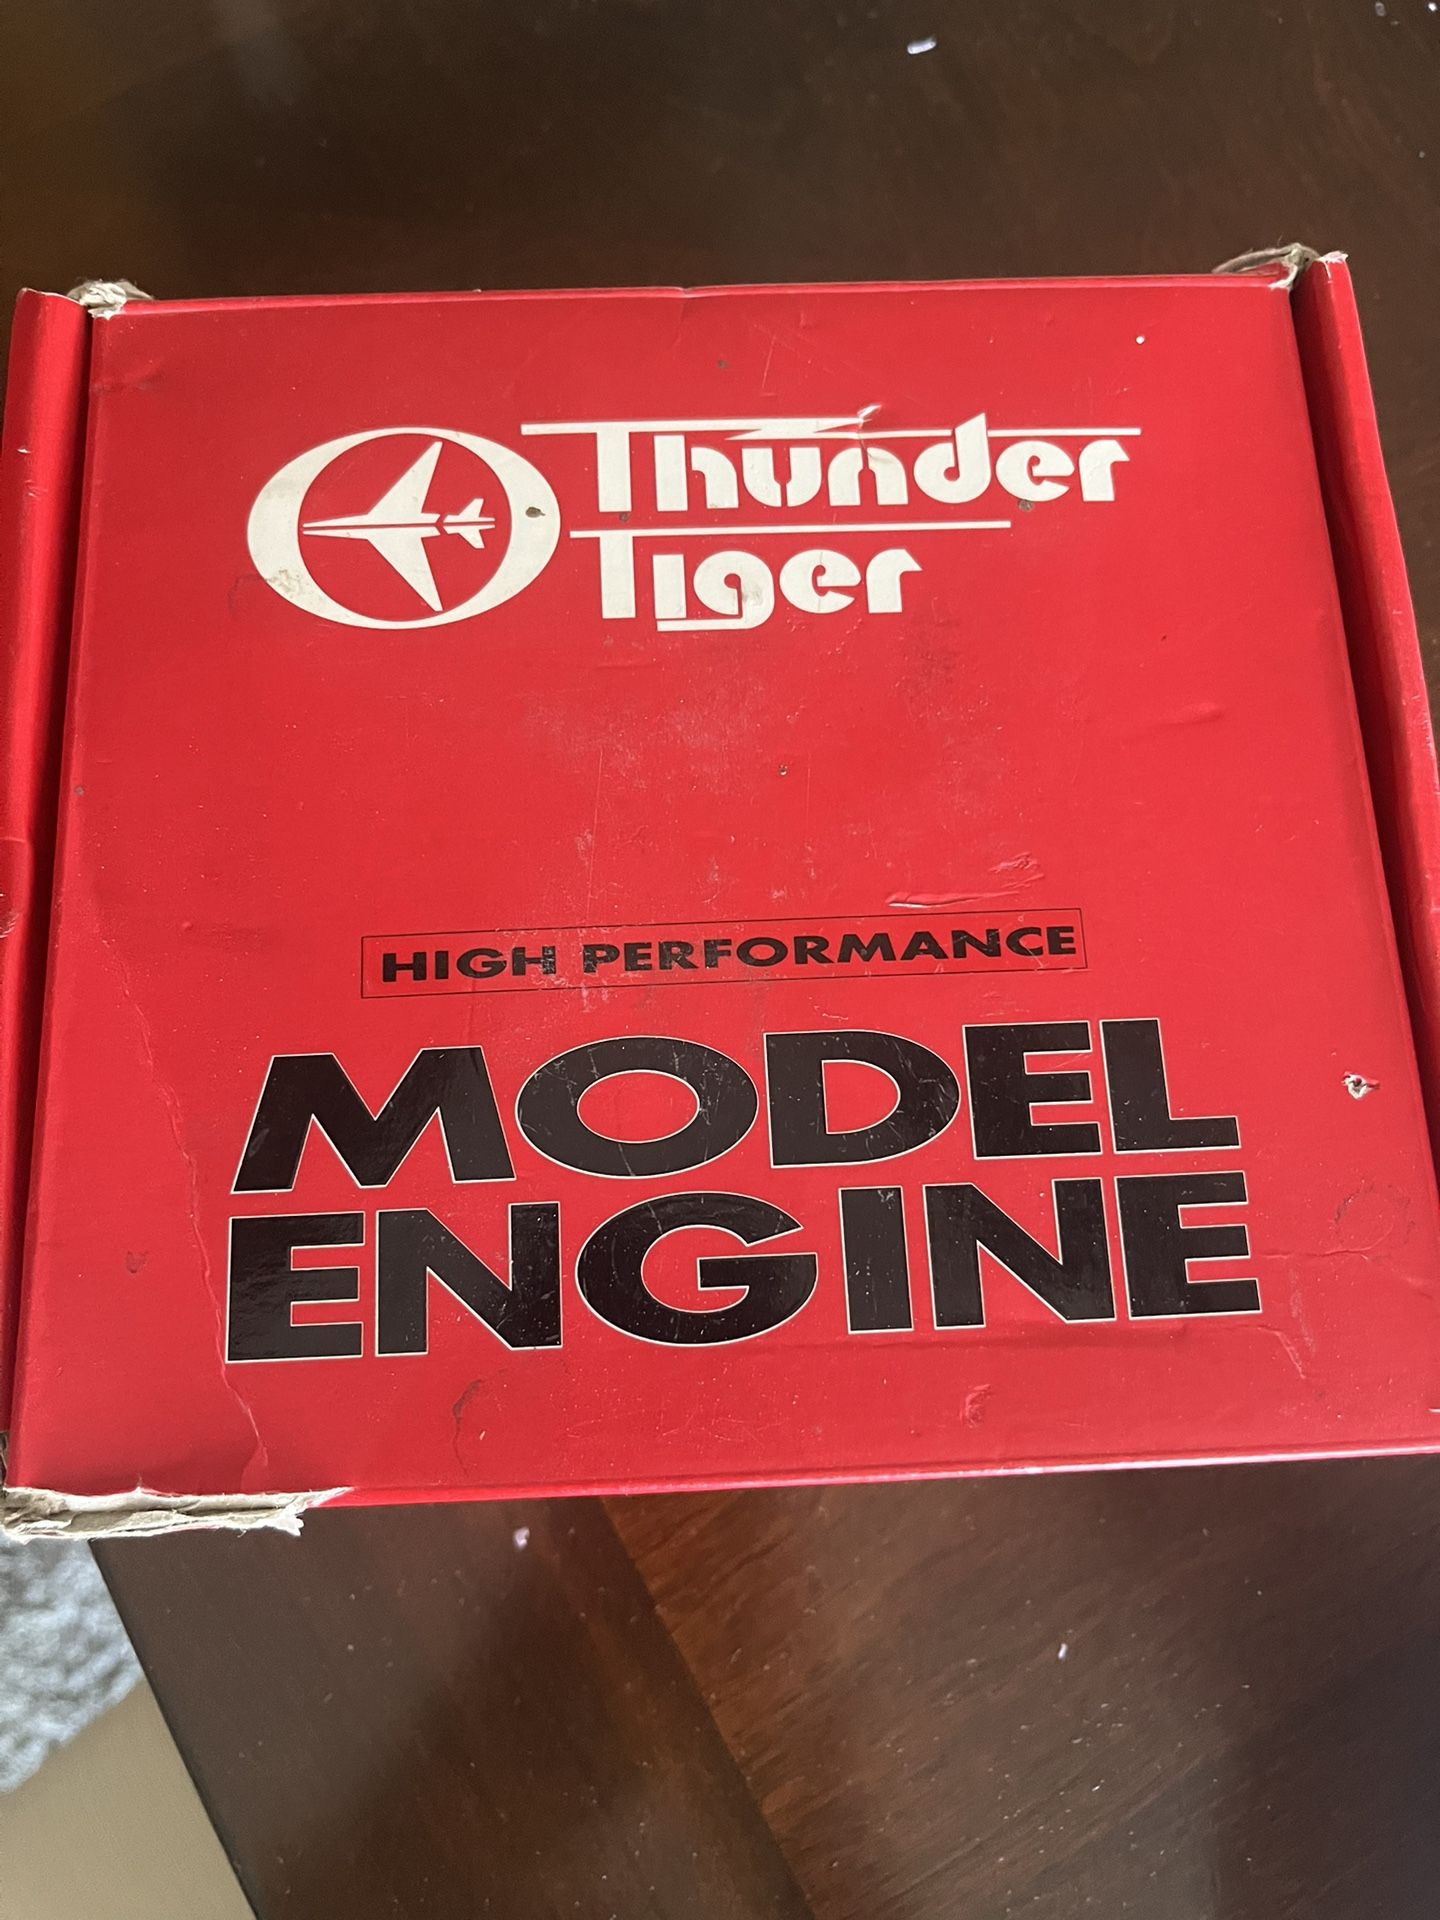 Thunder
Tiger
HIGH PERFORMANCE
MODEL
ENGINE